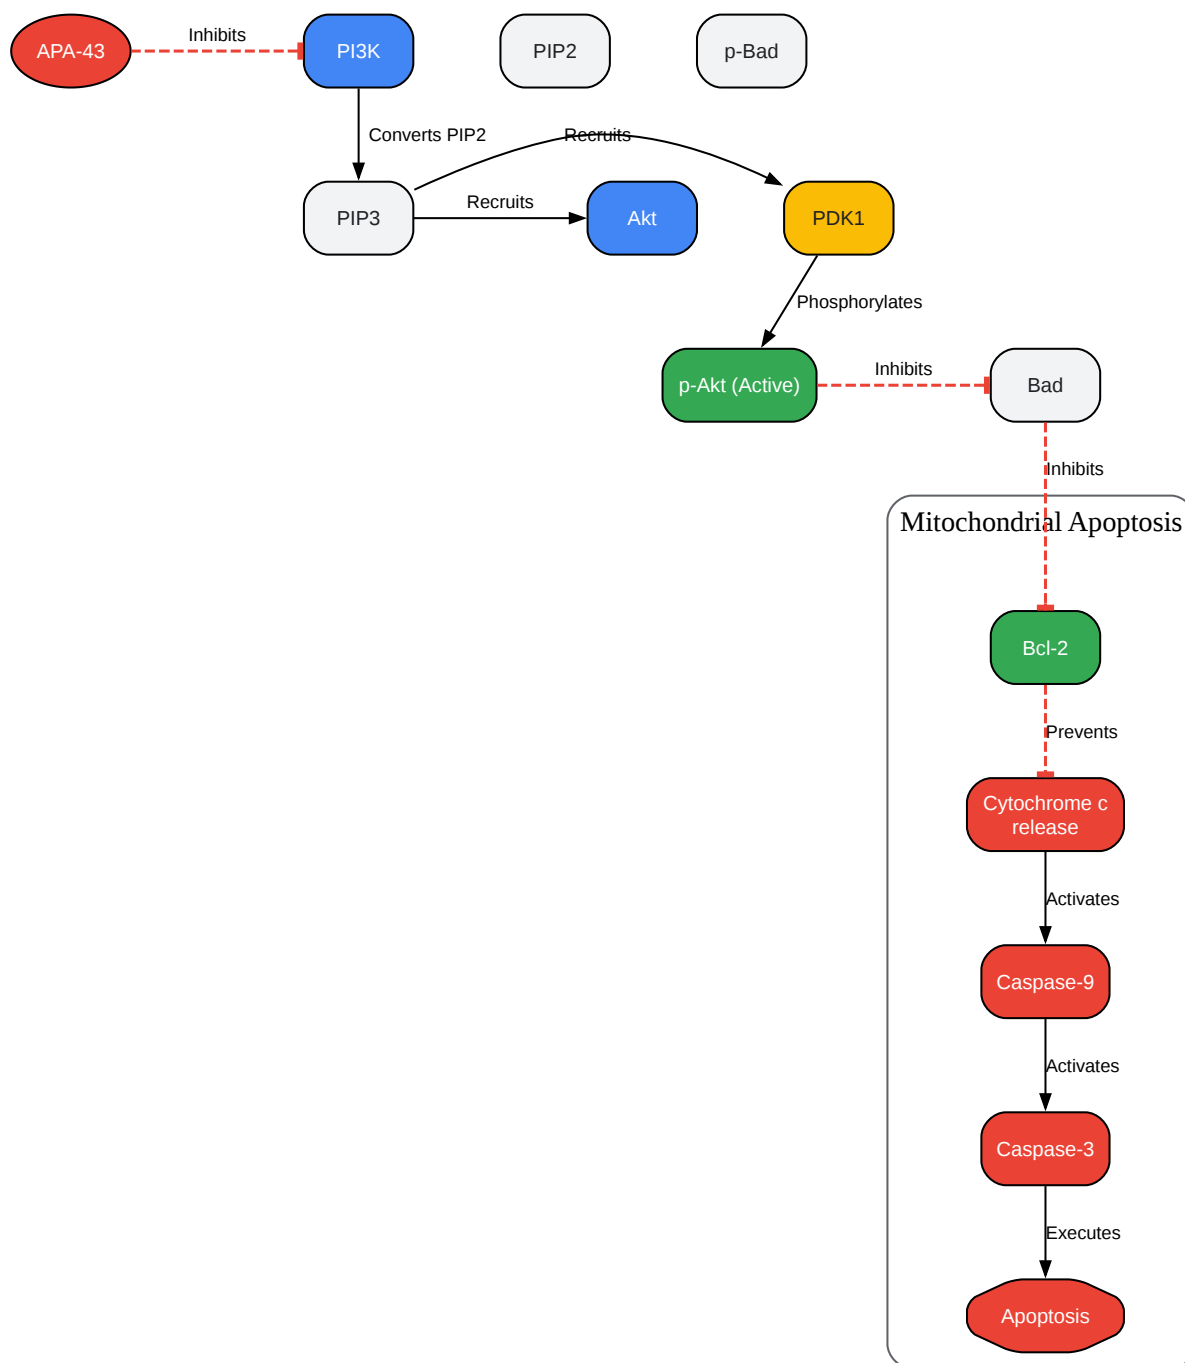 APA-43
Inhibits
PI3K
PIP2
p-Bad
Converts PIP2
Recruits
PIP3
Recruits
Akt
PDK1
Phosphorylates
p-Akt (Active)
Inhibits
Bad
Inhibits
Mitochondrial Apoptosis
Bcl-2
Prevents
Cytochrome c
release
Activates
Caspase-9
Activates
Caspase-3
Executes
Apoptosis